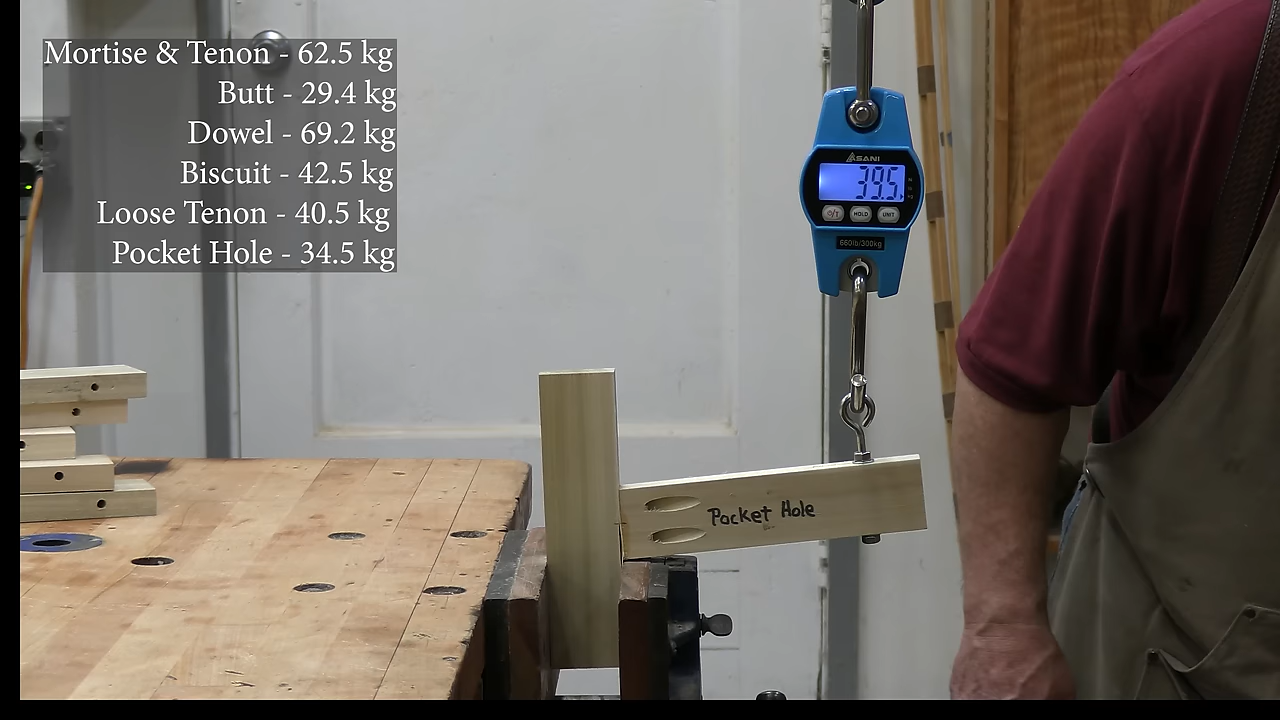 Mortise & Tenon - 62.5 kg
Butt - 29.4 kg
Dowel - 69.2 kg
Biscuit - 42.5 kg
Loose Tenon - 40.5 kg
Pocket Hole - 34.5 kg
ASANI
39.5
HOLD UNIT
660lb/300kg
Pocket Hole